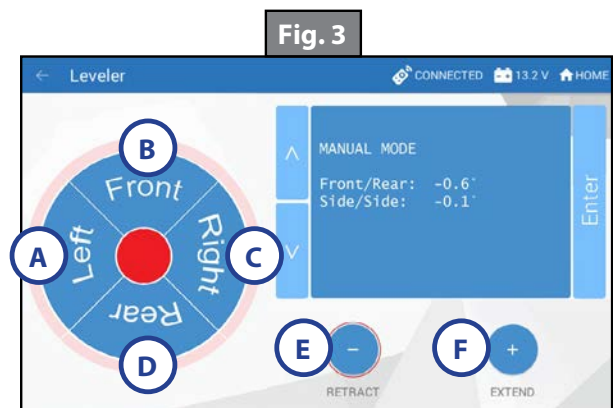 Fig. 3
← Leveler CONNECTED 13.2 V HOME
B
Front
A Left Right C
Rear
D
MANUAL MODE
Front/Rear: -0.6°
Side/Side: -0.1°
Enter
E - F +
RETRACT EXTEND